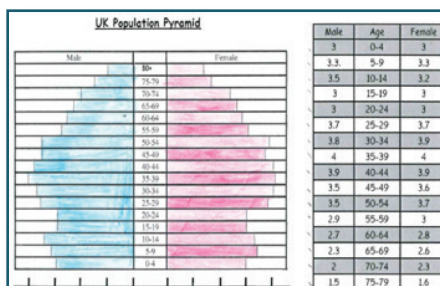 UK Population Pyramid
Male Female
80+
75-79
70-74
65-69
60-64
55-59
50-54
45-49
40-44
35-39
30-34
25-29
20-24
15-19
10-14
5-9
0-4
Male Age Female
3 0-4 3
3.3. 5-9 3.3
3.5 10-14 3.2
3 15-19 3
3 20-24 3
3.7 25-29 3.7
3.8 30-34 3.9
4 35-39 4
3.9 40-44 3.9
3.5 45-49 3.6
3.5 50-54 3.7
2.9 55-59 3
2.7 60-64 2.8
2.3 65-69 2.6
2 70-74 2.3
1.5 75-79 1.6